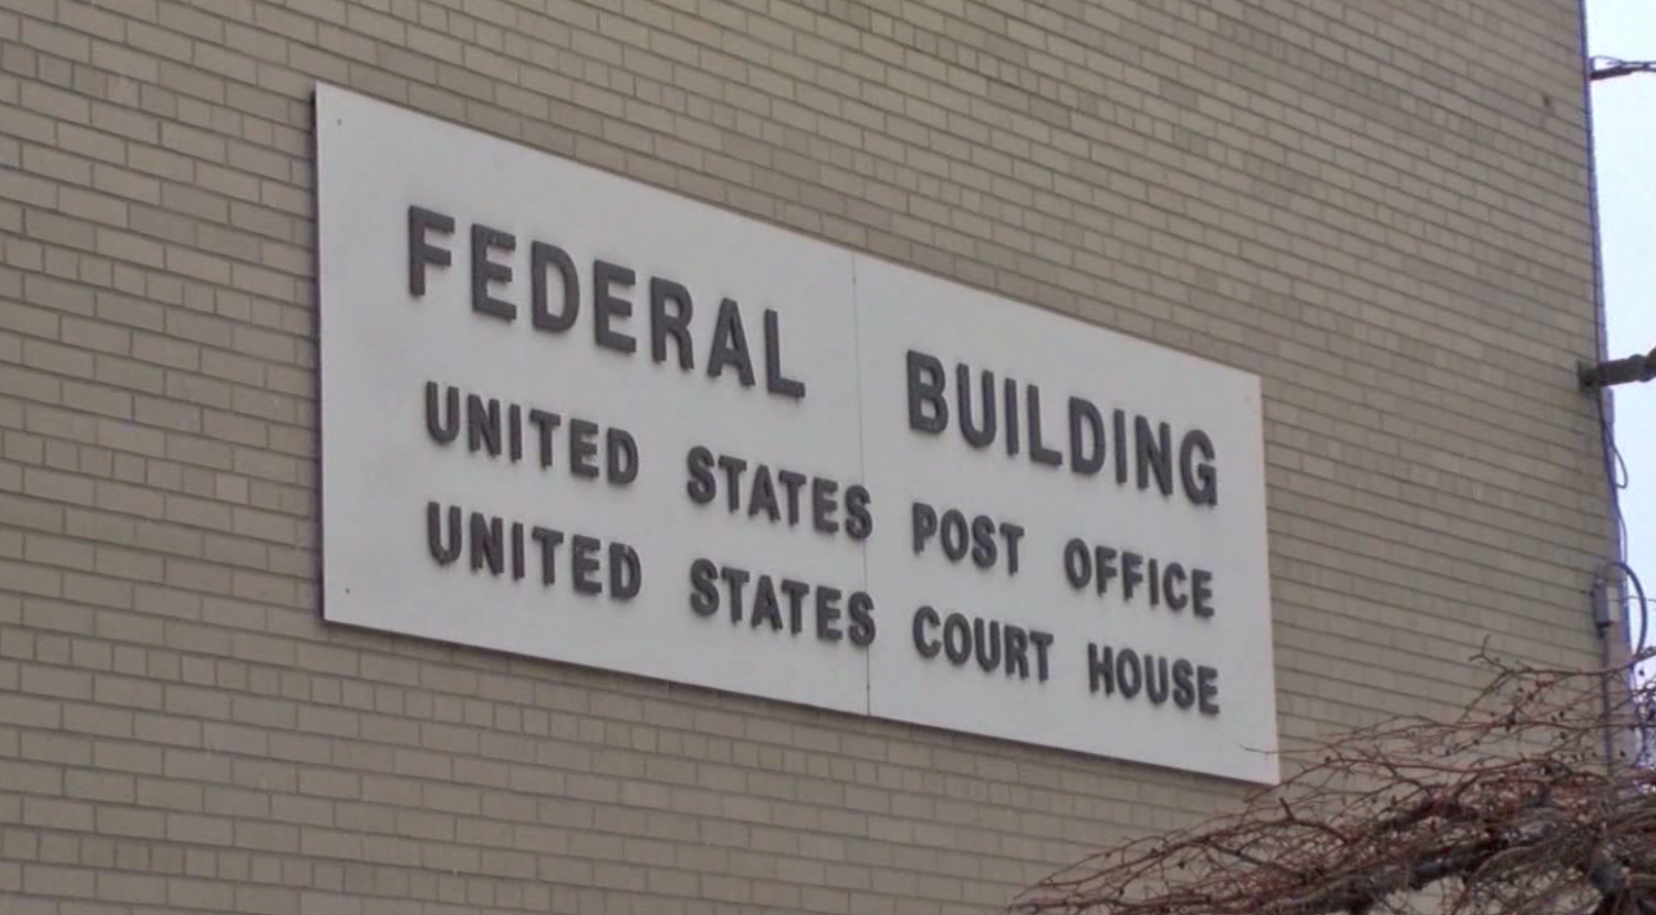 FEDERAL BUILDING
UNITED STATES POST OFFICE
UNITED STATES COURT HOUSE